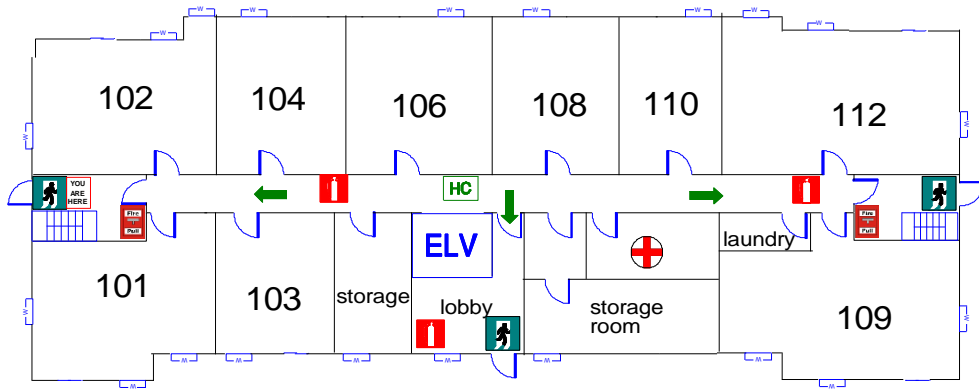 W
W
W
W
W
W
W
W
W
W
102
104
106
108
110
112
W
W
YOU
ARE
HERE
HC
Fire
Pull
Fire
Pull
ELV
laundry
101
103
storage
lobby
storage
room
109
W
W
W
W
W
W
W
W
W
W
W